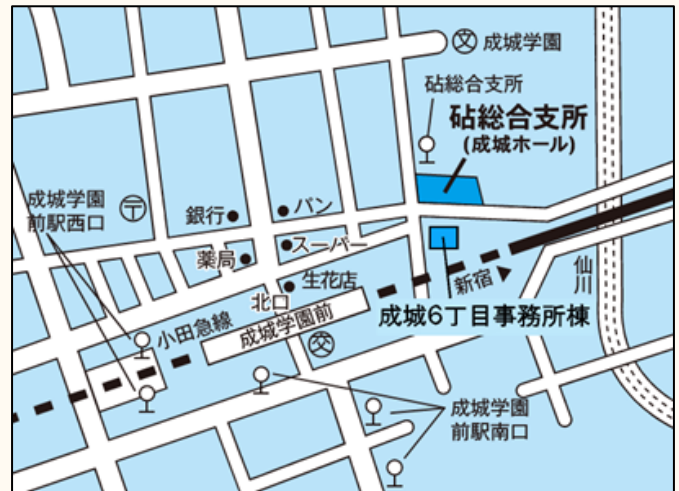 文 成城学園
砧総合支所
砧総合支所
(成城ホール)
成城学園
前駅西口
〒
銀行
パン
薬局
スーパー
生花店
北口
成城学園前
小田急線
交
新宿
仙川
成城6丁目事務所棟
成城学園
前駅南口